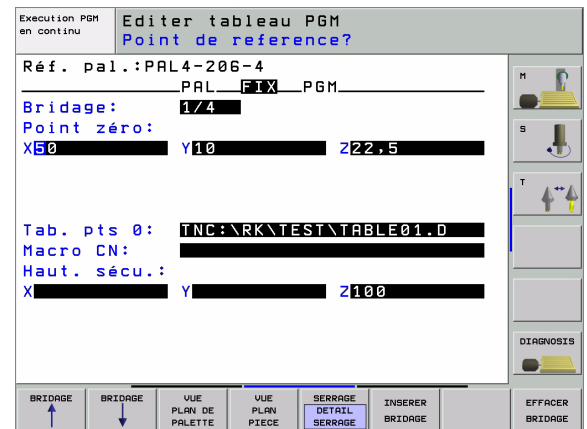 Execution PGM
en continu
Editer tableau PGM
Point de reference?
Réf. pal.:PAL4-206-4
PAL FIX PGM
Bridage: 1/4
Point zéro:
X50 Y10 Z22,5
Tab. pts 0: TNC:\RK\TEST\TABLE01.D
Macro CN:
Haut. sécu.:
X Y Z100
M
S
T
DIAGNOSIS
BRIDAGE
BRIDAGE
VUE
PLAN DE
PALETTE
VUE
PLAN
PIECE
SERRAGE
DETAIL
SERRAGE
INSERER
BRIDAGE
EFFACER
BRIDAGE